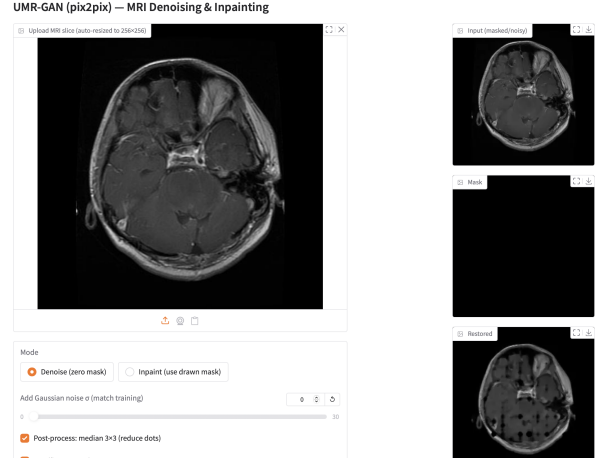 UMR-GAN (pix2pix) — MRI Denoising & Inpainting
Upload MRI slice (auto-resized to 256×256)
Input (masked/noisy)
Mask
Restored
Mode
Denoise (zero mask)
Inpaint (use drawn mask)
Add Gaussian noise σ (match training)
0
0
30
Post-process: median 3×3 (reduce dots)